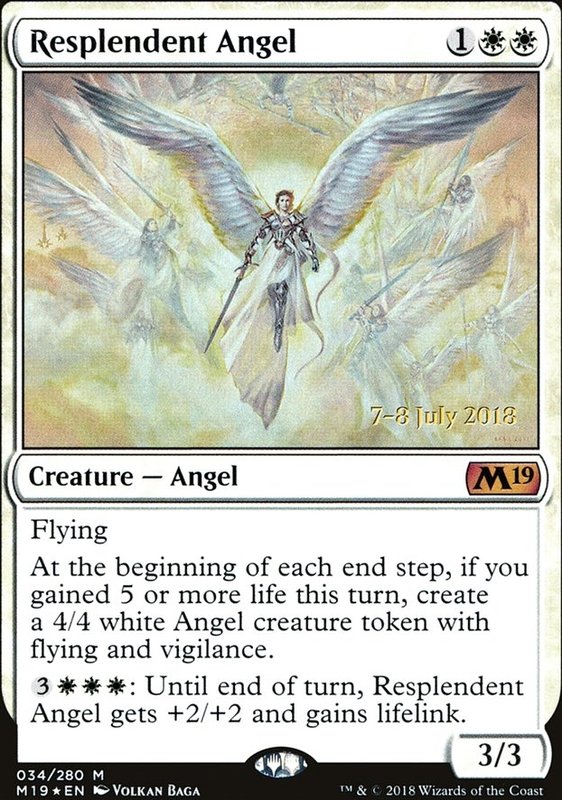 Resplendent Angel 1
7–8 July 2018
Creature — Angel M19
Flying
At the beginning of each end step, if you
gained 5 or more life this turn, create
a 4/4 white Angel creature token with
flying and vigilance.
3: Until end of turn, Resplendent
Angel gets +2/+2 and gains lifelink.
3/3
034/280 M
M19★EN VOLKAN BAGA
™ & © 2018 Wizards of the Coast